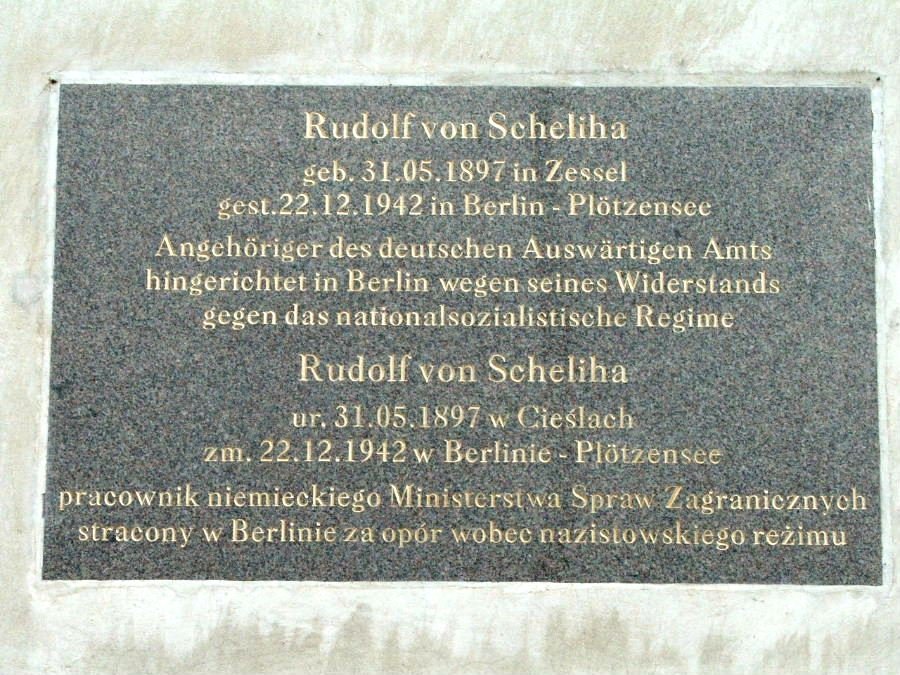 Rudolf von Scheliha
geb. 31.05.1897 in Zessel
gest.22.12.1942 in Berlin - Plötzensee
Angehöriger des deutschen Auswärtigen Amts
hingerichtet in Berlin wegen seines Widerstands
gegen das nationalsozialistische Regime
Rudolf von Scheliha
ur. 31.05.1897 w Cieślach
zm. 22.12.1942 w Berlinie - Plötzensee
pracownik niemieckiego Ministerstwa Spraw Zagranicznych
stracony w Berlinie za opór wobec nazistowskiego reżimu